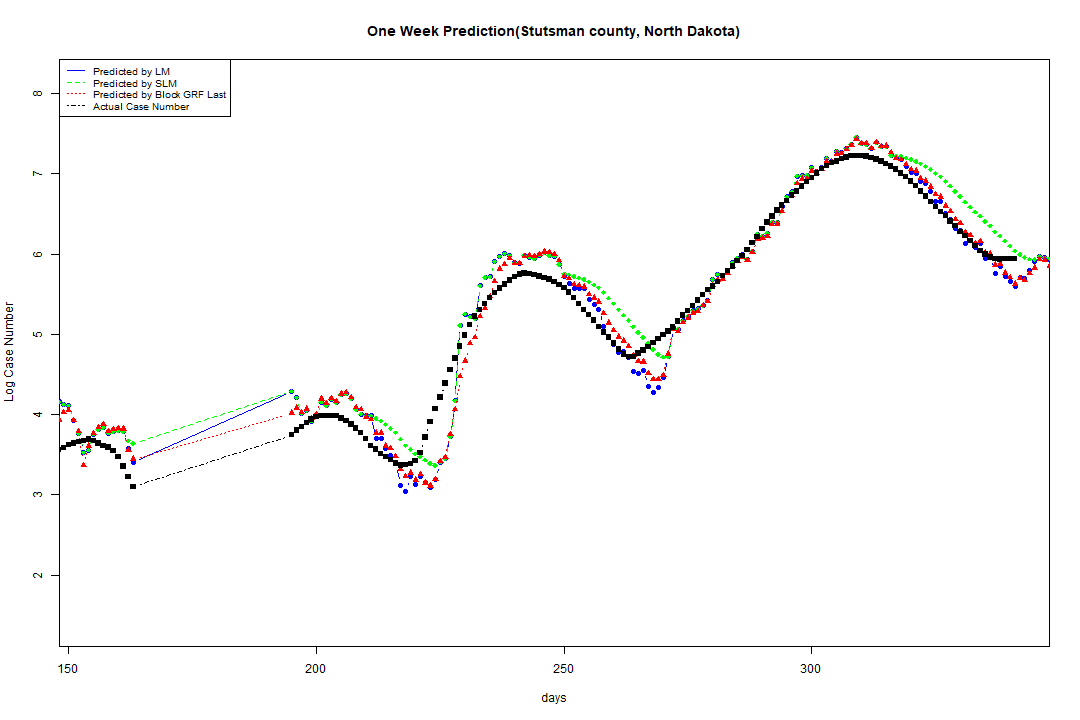 One Week Prediction(Stutsman county, North Dakota)
Predicted by LM
Predicted by SLM
Predicted by Block GRF Last
Actual Case Number
8
7
6
5
4
3
2
Log Case Number
150 200 250 300
days